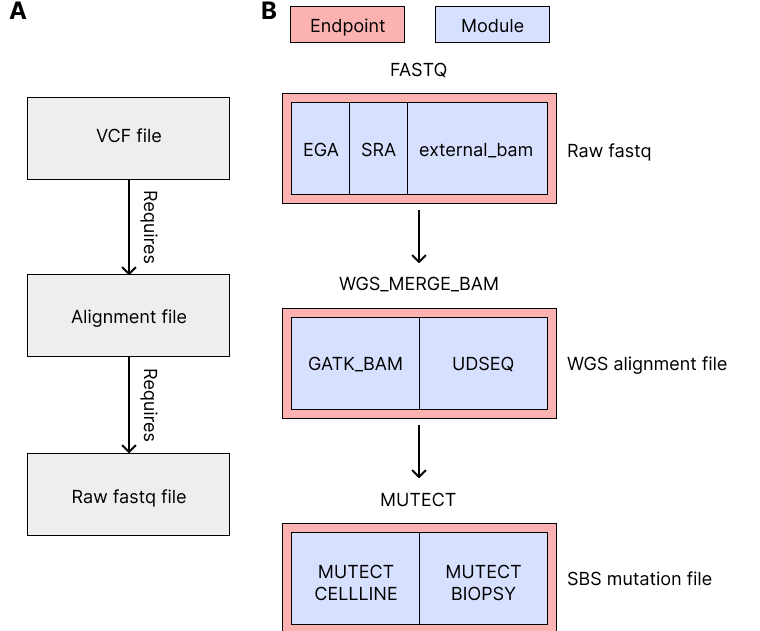 A
VCF file
Requires
Alignment file
Requires
Raw fastq file
B
Endpoint
Module
FASTQ
EGA
SRA
external_bam
Raw fastq
WGS_MERGE_BAM
GATK_BAM
UDSEQ
WGS alignment file
MUTECT
MUTECT
CELLLINE
MUTECT
BIOPSY
SBS mutation file